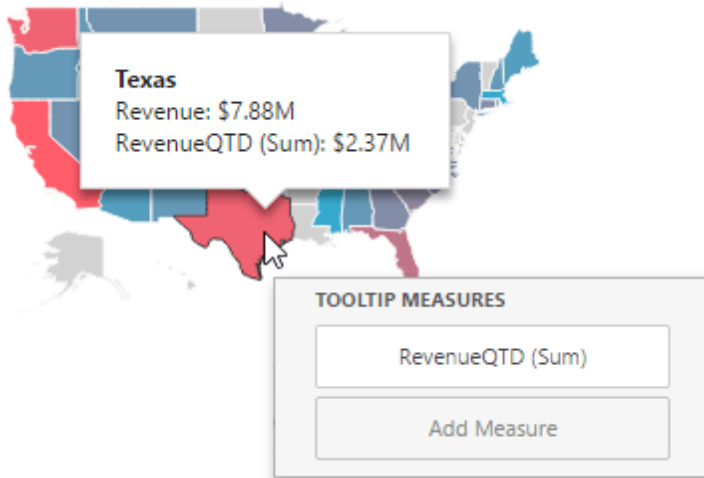 Texas
Revenue: $7.88M
RevenueQTD (Sum): $2.37M
TOOLTIP MEASURES
RevenueQTD (Sum)
Add Measure